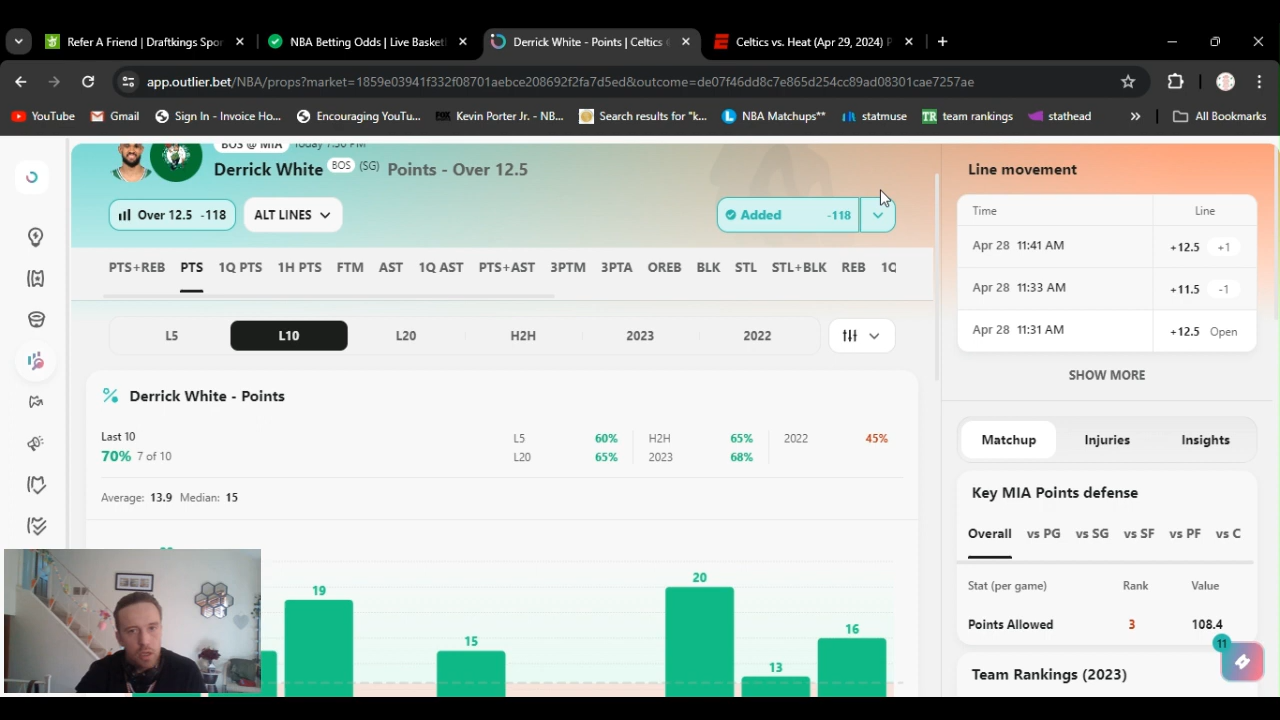 Refer A Friend | Draftkings Spor
NBA Betting Odds | Live Basket
Derrick White - Points | Celtics
Celtics vs. Heat (Apr 29, 2024) P
app.outlier.bet/NBA/props?market=1859e03941f332f08701aebce208692f2fa7d5ed&outcome=de07f46dd8c7e865d254cc89ad08301cae7257ae
YouTube
Gmail
Sign In - Invoice Ho...
Encouraging YouTu...
Kevin Porter Jr. - NB...
Search results for "k...
NBA Matchups**
statmuse
team rankings
stathead
»
All Bookmarks
BOS @ MIA Today 7:30 PM
Derrick White BOS (SG) Points - Over 12.5
Over 12.5 -118
ALT LINES
Added -118
PTS+REB PTS 1Q PTS 1H PTS FTM AST 1Q AST PTS+AST 3PTM 3PTA OREB BLK STL STL+BLK REB 1Q
L5 L10 L20 H2H 2023 2022
Derrick White - Points
Last 10
70% 7 of 10
L5 60% H2H 65% 2022 45%
L20 65% 2023 68%
Average: 13.9 Median: 15
19
15
20
13
16
Line movement
Time Line
Apr 28 11:41 AM +12.5 +1
Apr 28 11:33 AM +11.5 -1
Apr 28 11:31 AM +12.5 Open
SHOW MORE
Matchup Injuries Insights
Key MIA Points defense
Overall vs PG vs SG vs SF vs PF vs C
Stat (per game) Rank Value
Points Allowed 3 108.4
11
Team Rankings (2023)